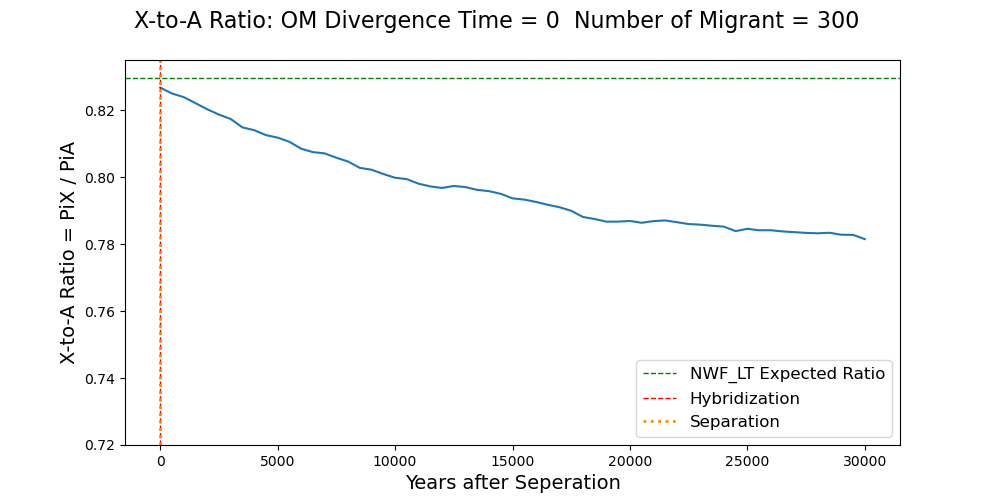 X-to-A Ratio: OM Divergence Time = 0  Number of Migrant = 300
X-to-A Ratio = PiX / PiA
0.82
0.80
0.78
0.76
0.74
0.72
NWF_LT Expected Ratio
Hybridization
Separation
0 5000 10000 15000 20000 25000 30000
Years after Seperation